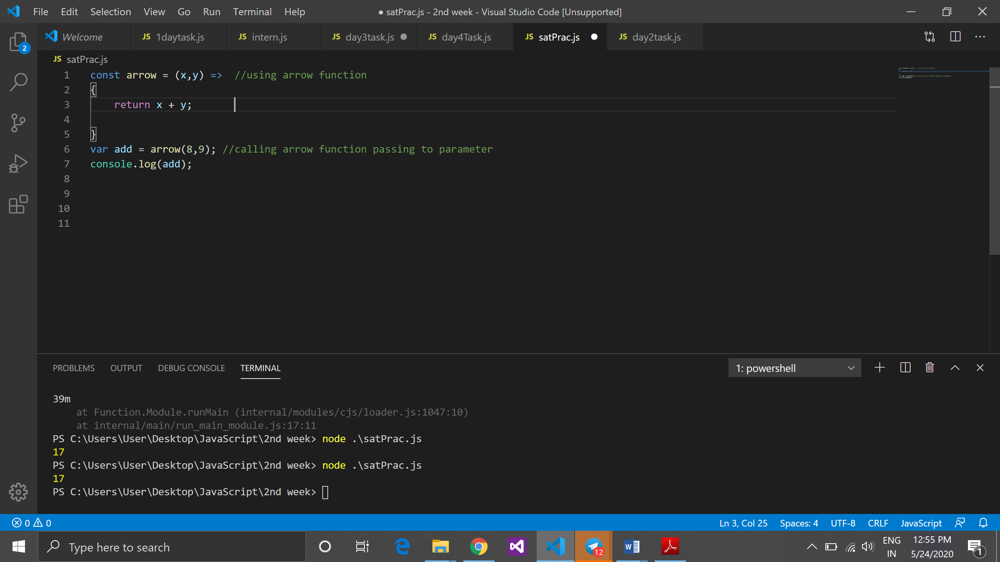 File Edit Selection View Go Run Terminal Help ● satPrac.js - 2nd week - Visual Studio Code [Unsupported]
Welcome JS 1daytask.js JS intern.js JS day3task.js JS day4Task.js JS satPrac.js JS day2task.js
2
JS satPrac.js
1 const arrow = (x,y) => //using arrow function
2 {
3 return x + y;
4
5 }
6 var add = arrow(8,9); //calling arrow function passing to parameter
7 console.log(add);
8
9
10
11
PROBLEMS OUTPUT DEBUG CONSOLE TERMINAL 1: powershell
39m
at Function.Module.runMain (internal/modules/cjs/loader.js:1047:10)
at internal/main/run_main_module.js:17:11
PS C:\Users\User\Desktop\JavaScript\2nd week> node .\satPrac.js
17
PS C:\Users\User\Desktop\JavaScript\2nd week> node .\satPrac.js
17
PS C:\Users\User\Desktop\JavaScript\2nd week>
0 0 Ln 3, Col 25 Spaces: 4 UTF-8 CRLF JavaScript
Type here to search 12 ENG IN 12:55 PM 5/24/2020 1